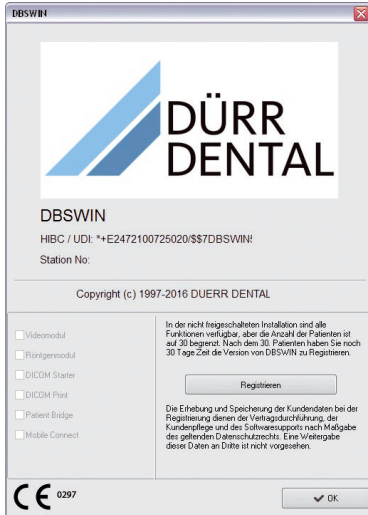 DBSWIN
DÜRR
DENTAL
DBSWIN
HIBC / UDI: *+E2472100725020/$$7DBSWIN!
Station No:
Copyright (c) 1997-2016 DUERR DENTAL
Videomodul
Röntgenmodul
DICOM Starter
DICOM Print
Patient Bridge
Mobile Connect
In der nicht freigeschalteten Installation sind alle
Funktionen verfügbar, aber die Anzahl der Patienten ist
auf 30 begrenzt. Nach dem 30. Patienten haben Sie noch
30 Tage Zeit die Version von DBSWIN zu Registrieren.
Registrieren
Die Erhebung und Speicherung der Kundendaten bei der
Registrierung dienen der Vertragsdurchführung, der
Kundenpflege und des Softwaresupports nach Maßgabe
des geltenden Datenschutzrechts. Eine Weitergabe
dieser Daten an Dritte ist nicht vorgesehen.
CE 0297
OK